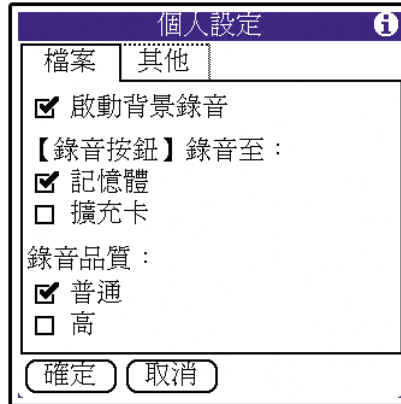 個人設定
檔案 其他
啟動背景錄音
【錄音按鈕】錄音至：
記憶體
擴充卡
錄音品質：
普通
高
確定 取消